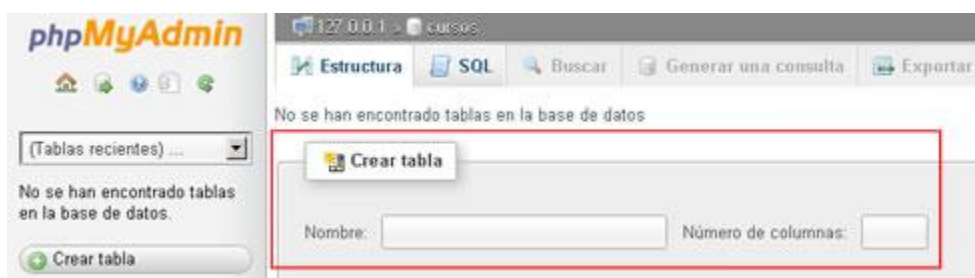 phpMyAdmin
(Tablas recientes) ...
No se han encontrado tablas
en la base de datos.
Crear tabla
127.0.0.1 » cursos
Estructura SQL Buscar Generar una consulta Exportar
No se han encontrado tablas en la base de datos
Crear tabla
Nombre: Número de columnas: